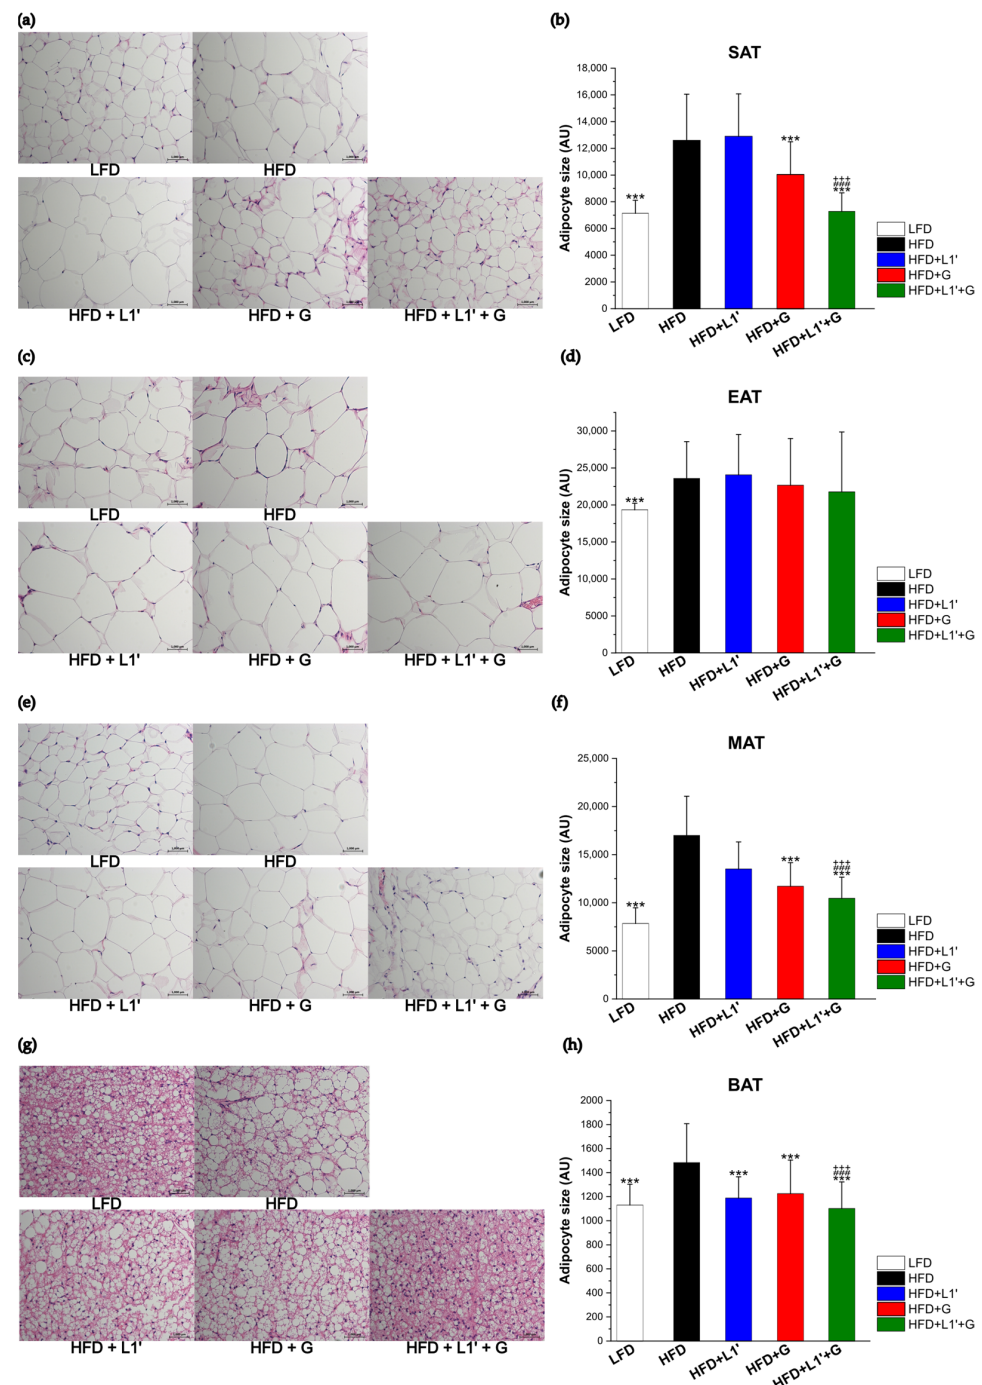 (a)
LFD
HFD
HFD + L1'
HFD + G
HFD + L1' + G
(b)
SAT
Adipocyte size (AU)
18,000
16,000
14,000
12,000
10,000
8000
6000
4000
2000
0
***
***
+++
###
***
LFD
HFD
HFD+L1'
HFD+G
HFD+L1'+G
LFD
HFD
HFD+L1'
HFD+G
HFD+L1'+G
(c)
LFD
HFD
HFD + L1'
HFD + G
HFD + L1' + G
(d)
EAT
Adipocyte size (AU)
30,000
25,000
20,000
15,000
10,000
5000
0
***
LFD
HFD
HFD+L1'
HFD+G
HFD+L1'+G
LFD
HFD
HFD+L1'
HFD+G
HFD+L1'+G
(e)
LFD
HFD
HFD + L1'
HFD + G
HFD + L1' + G
(f)
MAT
Adipocyte size (AU)
25,000
20,000
15,000
10,000
5000
0
***
***
+++
###
***
LFD
HFD
HFD+L1'
HFD+G
HFD+L1'+G
LFD
HFD
HFD+L1'
HFD+G
HFD+L1'+G
(g)
LFD
HFD
HFD + L1'
HFD + G
HFD + L1' + G
(h)
BAT
Adipocyte size (AU)
2000
1800
1600
1400
1200
1000
800
600
400
200
0
***
***
***
+++
###
***
LFD
HFD
HFD+L1'
HFD+G
HFD+L1'+G
LFD
HFD
HFD+L1'
HFD+G
HFD+L1'+G